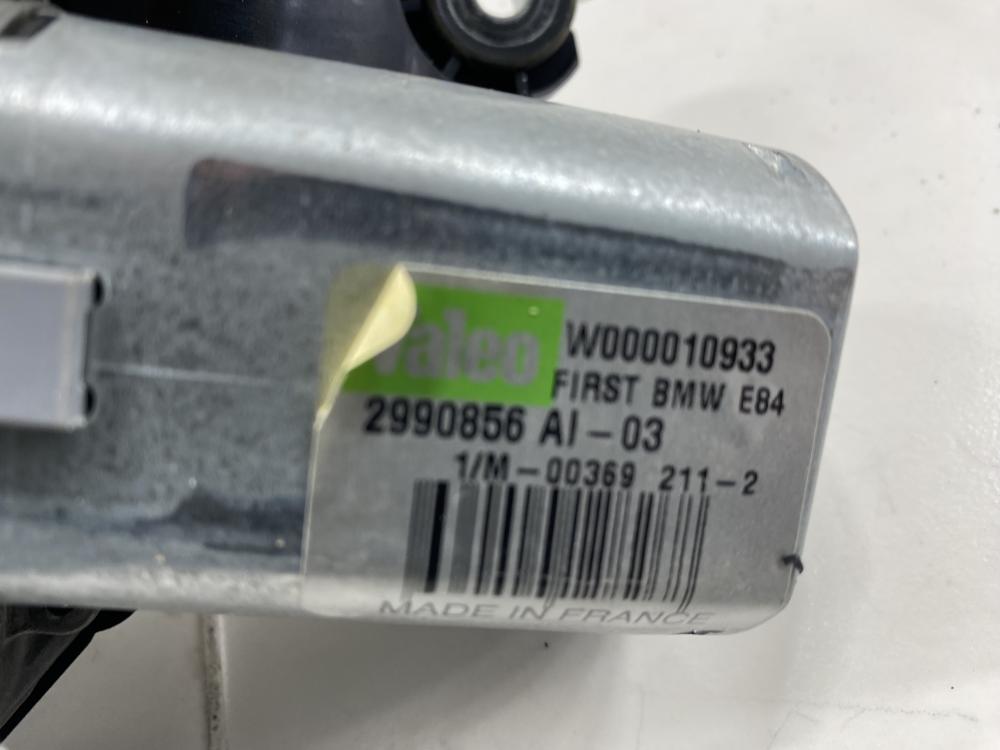 Valeo
W000010933
FIRST BMW E84
2990856 AI-03
1/M-00369 211-2
MADE IN FRANCE